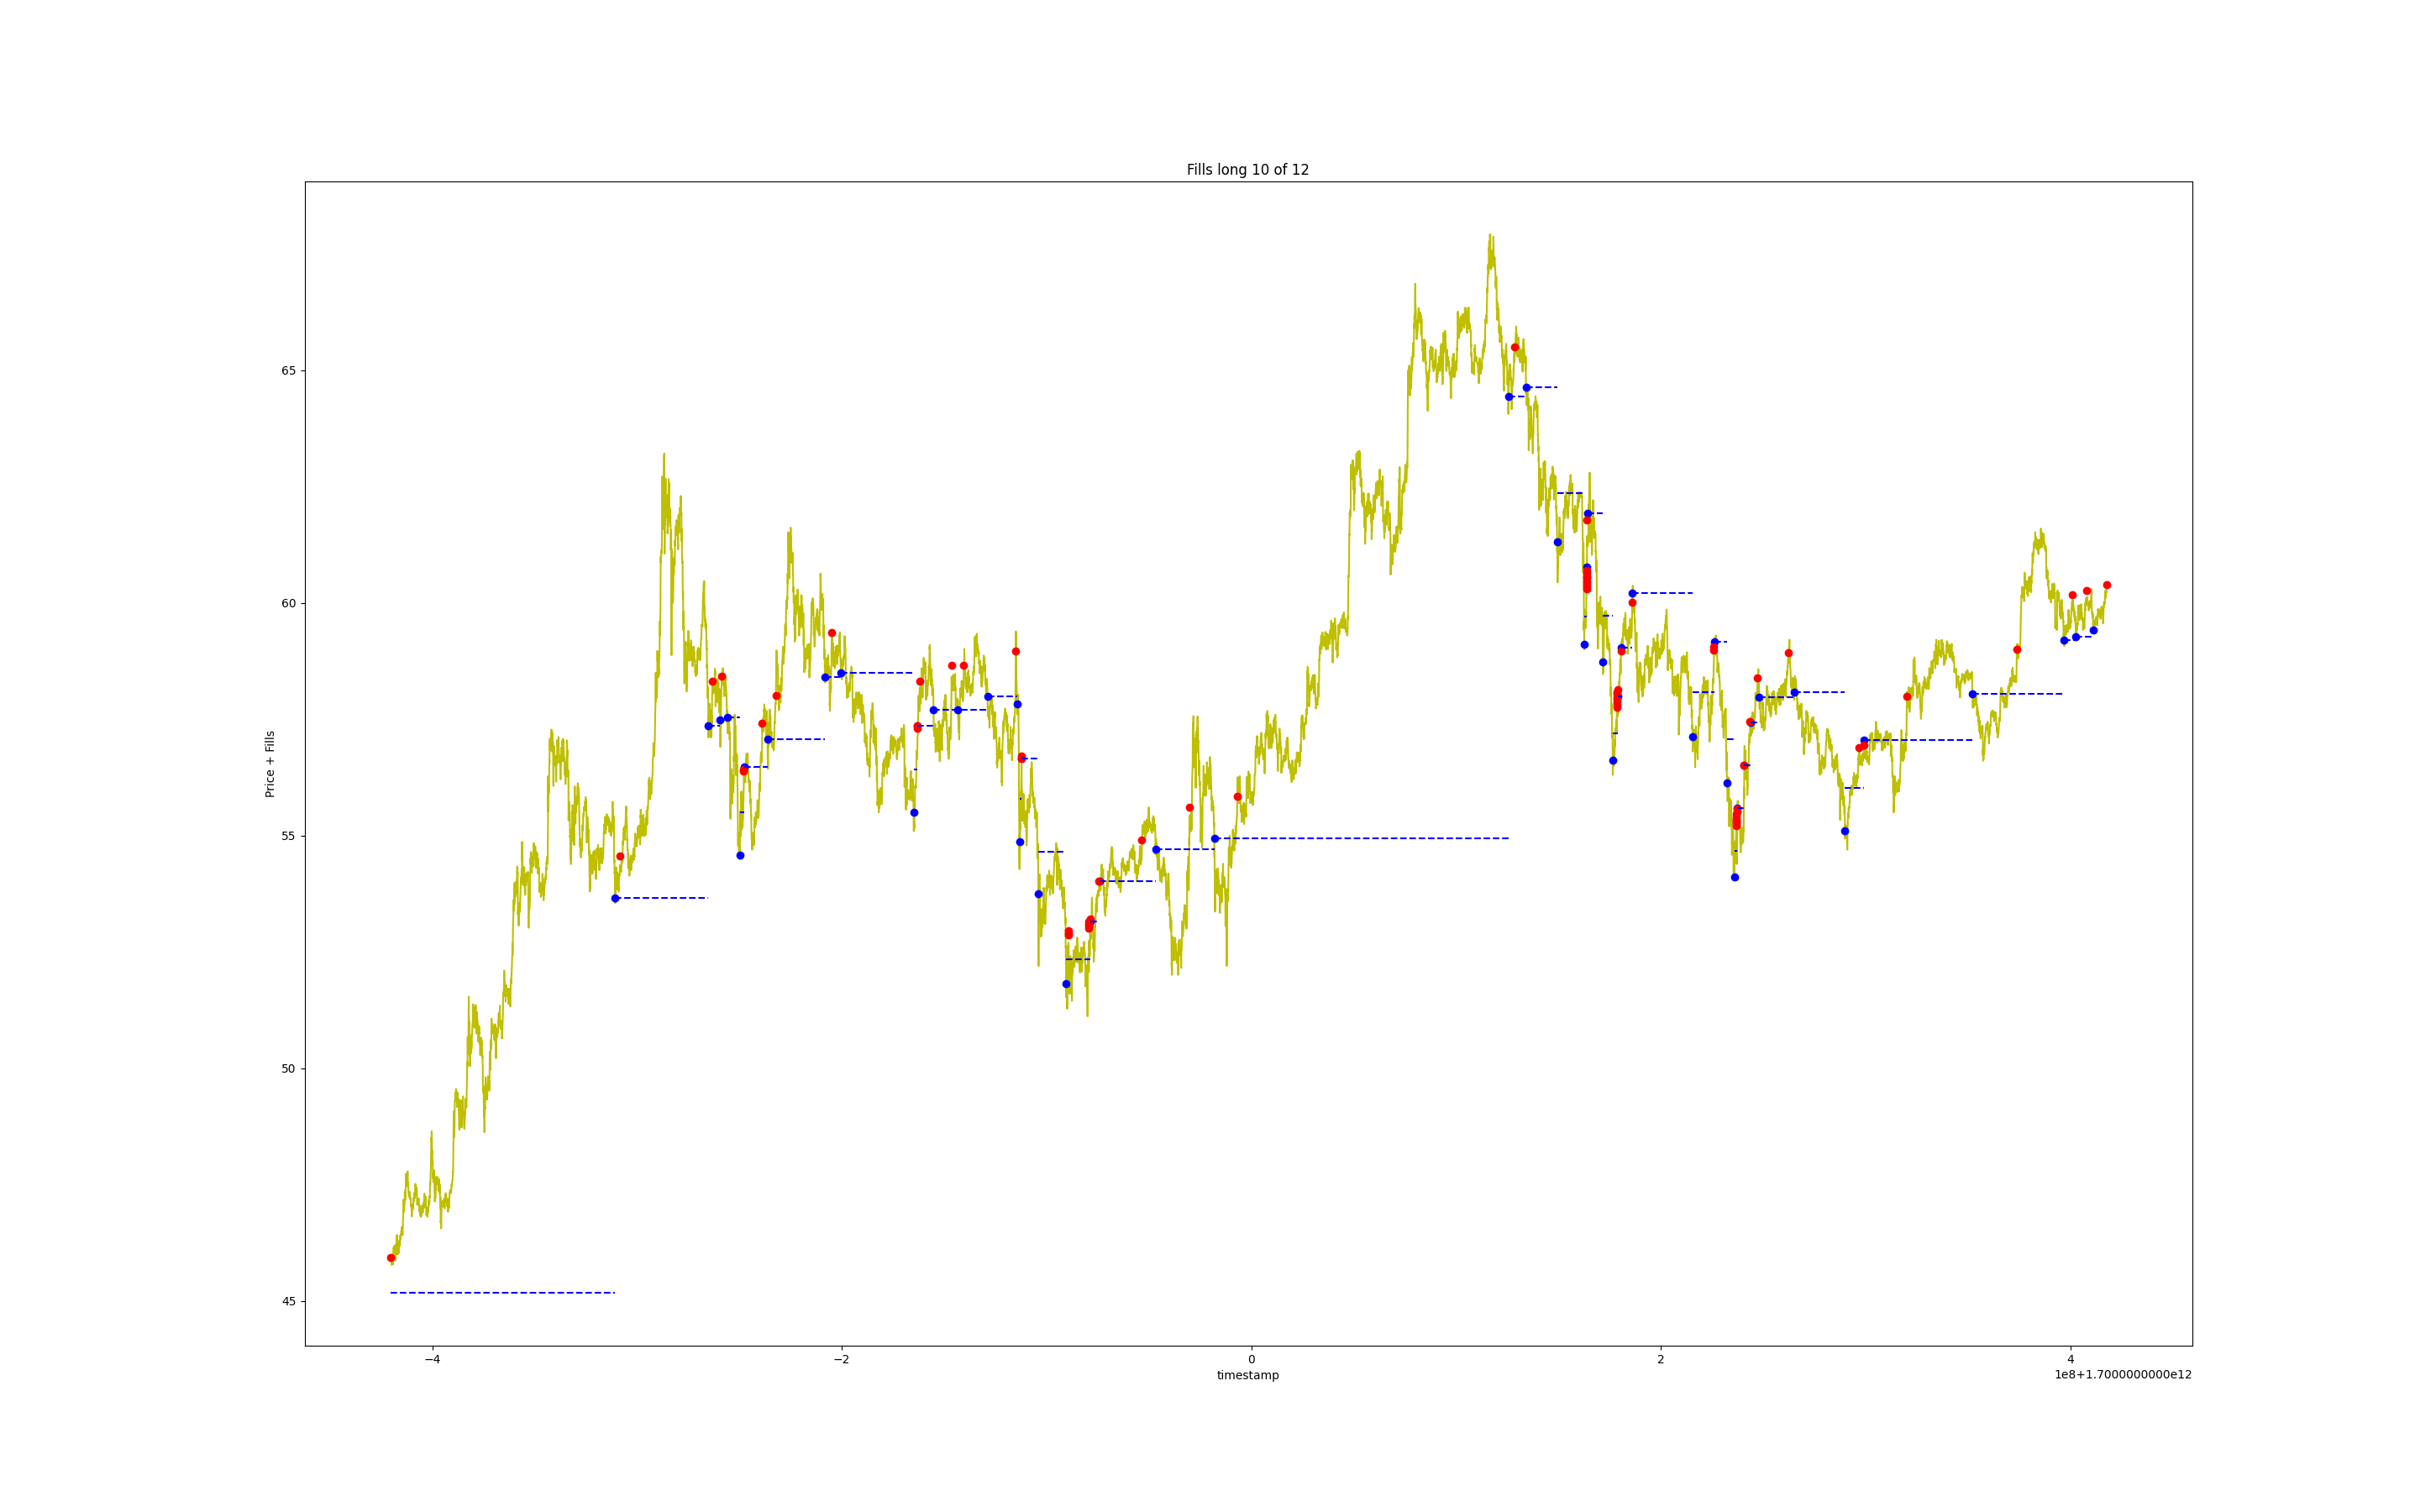 Fills long 10 of 12
Price + Fills
65
60
55
50
45
−4
−2
0
2
4
timestamp
1e8+1.7000000000e12